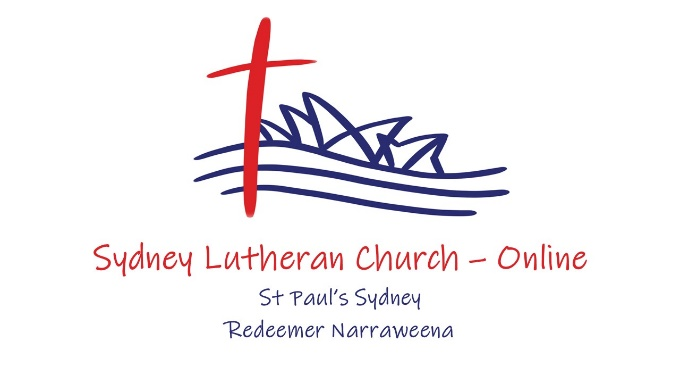 Sydney Lutheran Church – Online
St Paul's Sydney
Redeemer Narraweena